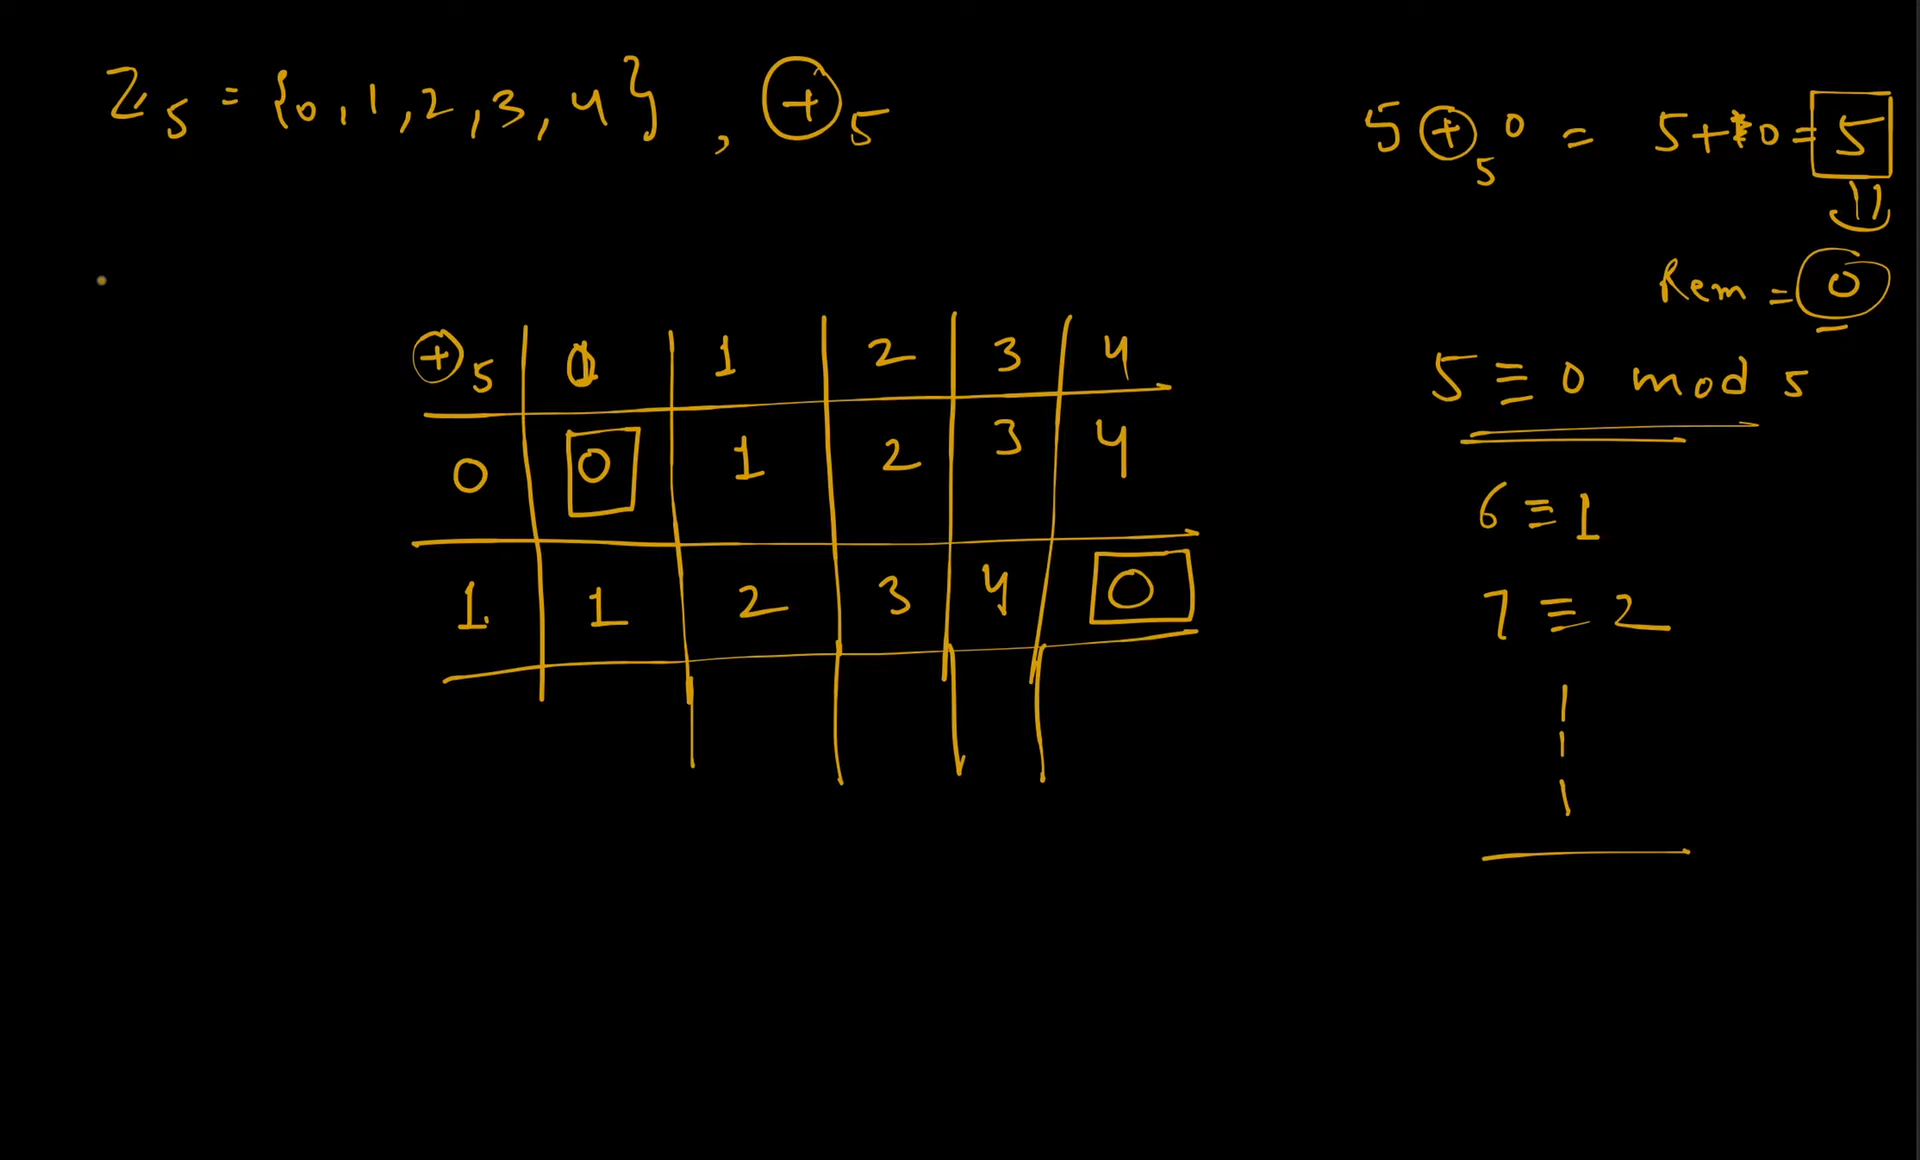 Z₅ = {0, 1, 2, 3, 4} , ⊕₅
5 ⊕₅ 0 = 5 + 0 = 5
Rem = 0
5 ≡ 0 mod 5
6 ≡ 1
7 ≡ 2
⊕₅ 0 1 2 3 4
0 0 1 2 3 4
1 1 2 3 4 0